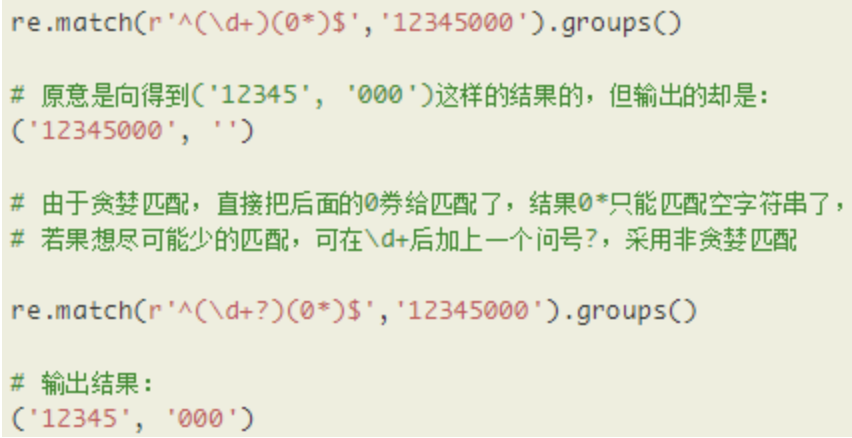 re.match(r'^(\d+)(0*)$','12345000').groups()
# 原意是向得到('12345', '000')这样的结果的，但输出的却是：
('12345000', '')
# 由于贪婪匹配，直接把后面的0券给匹配了，结果0*只能匹配空字符串了，
# 若果想尽可能少的匹配，可在\d+后加上一个问号?，采用非贪婪匹配
re.match(r'^(\d+?)(0*)$','12345000').groups()
# 输出结果：
('12345', '000')